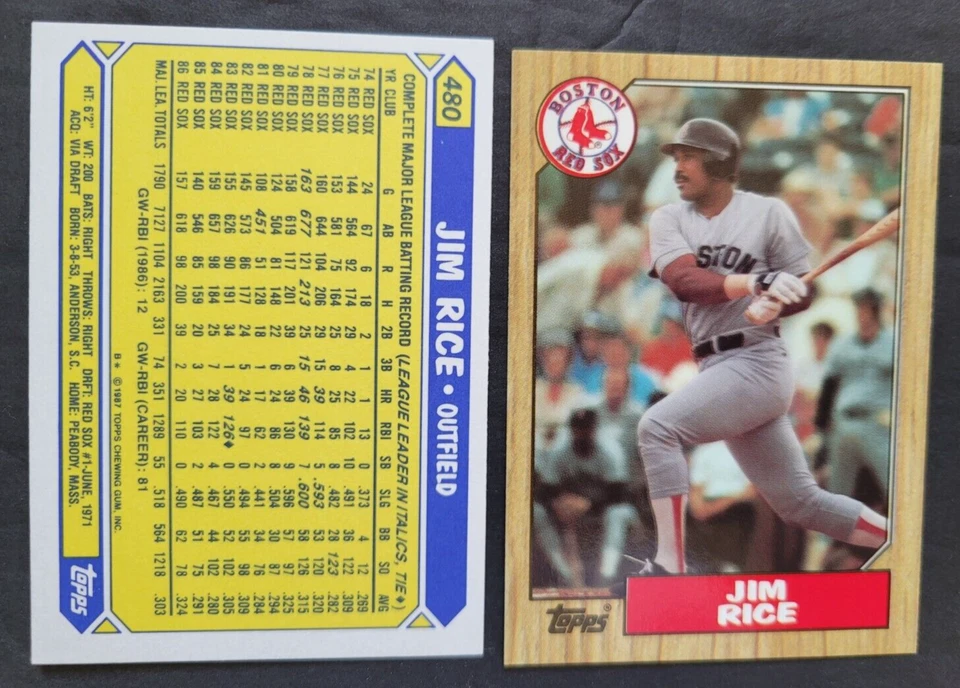 480
JIM RICE • OUTFIELD
COMPLETE MAJOR LEAGUE BATTING RECORD (LEAGUE LEADER IN ITALICS, TIE♦)
YR CLUB G AB R H 2B 3B HR RBI SB SLG BB SO AVG
74 RED SOX 24 67 6 18 2 1 1 13 0 .373 4 12 .269
75 RED SOX 144 564 92 174 29 4 22 102 10 .491 36 122 .309
76 RED SOX 153 581 75 164 25 8 25 85 8 .482 28 123 .282
77 RED SOX 160 644 104 206 29 15 39 114 5 .593 53 120 .320
78 RED SOX 163 677 121 213 25 15 46 139 7 .600 58 126 .315
79 RED SOX 158 619 117 201 39 6 39 130 9 .596 57 97 .325
80 RED SOX 124 504 81 148 22 6 24 86 8 .504 30 87 .294
81 RED SOX 108 451 51 128 18 1 17 62 2 .441 34 76 .284
82 RED SOX 145 573 86 177 24 5 24 97 0 .494 55 98 .309
83 RED SOX 155 626 90 191 34 1 39 126♦ 0 .550 52 102 .305
84 RED SOX 159 657 98 184 25 7 28 122 4 .467 44 102 .280
85 RED SOX 140 546 85 159 20 3 27 103 2 .487 51 75 .291
86 RED SOX 157 618 98 200 39 2 20 110 0 .490 62 78 .324
MAJ. LEA. TOTALS 1790 7127 1104 2163 331 74 351 1289 55 .518 564 1218 .303
GW-RBI (1986): 12 GW-RBI (CAREER): 81
B* © 1987 TOPPS CHEWING GUM, INC.
HT: 6'2" WT: 200 BATS: RIGHT THROWS: RIGHT DRFT: RED SOX #1-JUNE, 1971
ACQ: VIA DRAFT BORN: 3-8-53, ANDERSON, S.C. HOME: PEABODY, MASS.
Topps
BOSTON
RED SOX
STON
Topps
JIM
RICE